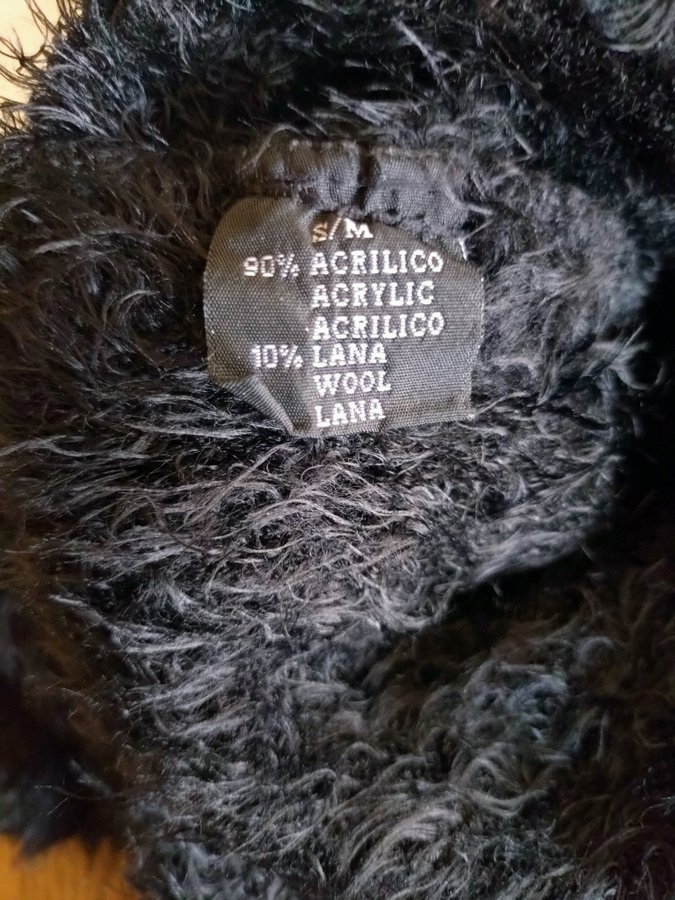 S/M
90% ACRILICO
ACRYLIC
ACRILICO
10% LANA
WOOL
LANA